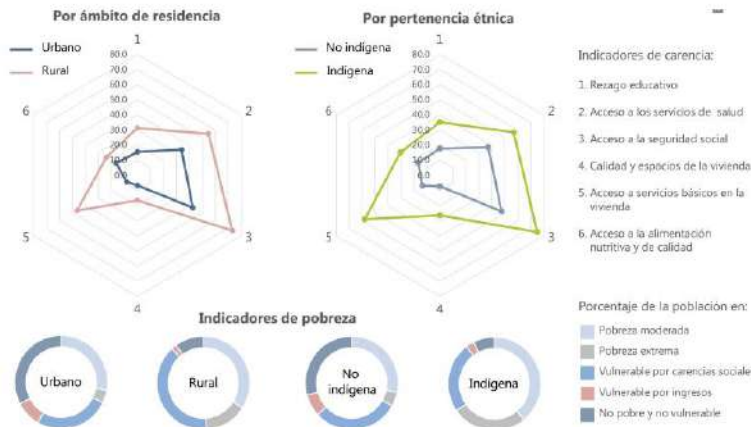 Por ámbito de residencia
Urbano
Rural
1
80.0
70.0
60.0
50.0
40.0
30.0
20.0
10.0
0.0
2
3
4
5
6
Por pertenencia étnica
No indígena
Indígena
1
80.0
70.0
60.0
50.0
40.0
30.0
20.0
10.0
0.0
2
3
4
5
6
Indicadores de carencia:
1. Rezago educativo
2. Acceso a los servicios de salud
3. Acceso a la seguridad social
4. Calidad y espacios de la vivienda
5. Acceso a servicios básicos en la
vivienda
6. Acceso a la alimentación
nutritiva y de calidad
Indicadores de pobreza
Urbano
Rural
No
indígena
Indígena
Porcentaje de la población en:
Pobreza moderada
Pobreza extrema
Vulnerable por carencias sociale
Vulnerable por ingresos
No pobre y no vulnerable